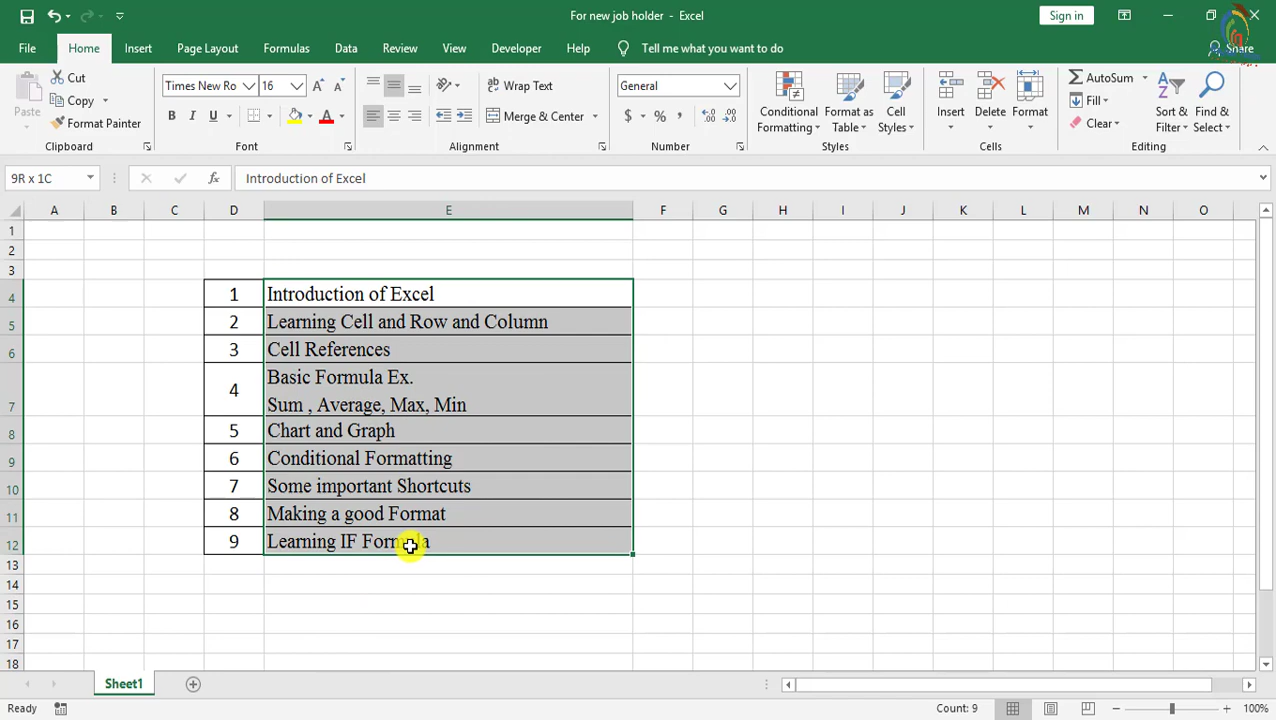 For new job holder - Excel
Sign in
File Home Insert Page Layout Formulas Data Review View Developer Help Tell me what you want to do Share
Paste
Cut
Copy
Format Painter
Clipboard
Times New Ro 16
B I U
Font
Wrap Text
Merge & Center
Alignment
General
$ % ,
Number
Conditional Formatting
Format as Table
Cell Styles
Styles
Insert
Delete
Format
Cells
AutoSum
Fill
Clear
Sort & Filter
Find & Select
Editing
9R x 1C fx Introduction of Excel
A B C D E F G H I J K L M N O
1
2
3
4 1 Introduction of Excel
5 2 Learning Cell and Row and Column
6 3 Cell References
7 4 Basic Formula Ex.
Sum , Average, Max, Min
8 5 Chart and Graph
9 6 Conditional Formatting
10 7 Some important Shortcuts
11 8 Making a good Format
12 9 Learning IF Formula
13
14
15
16
17
18
Sheet1
Ready Count: 9 100%